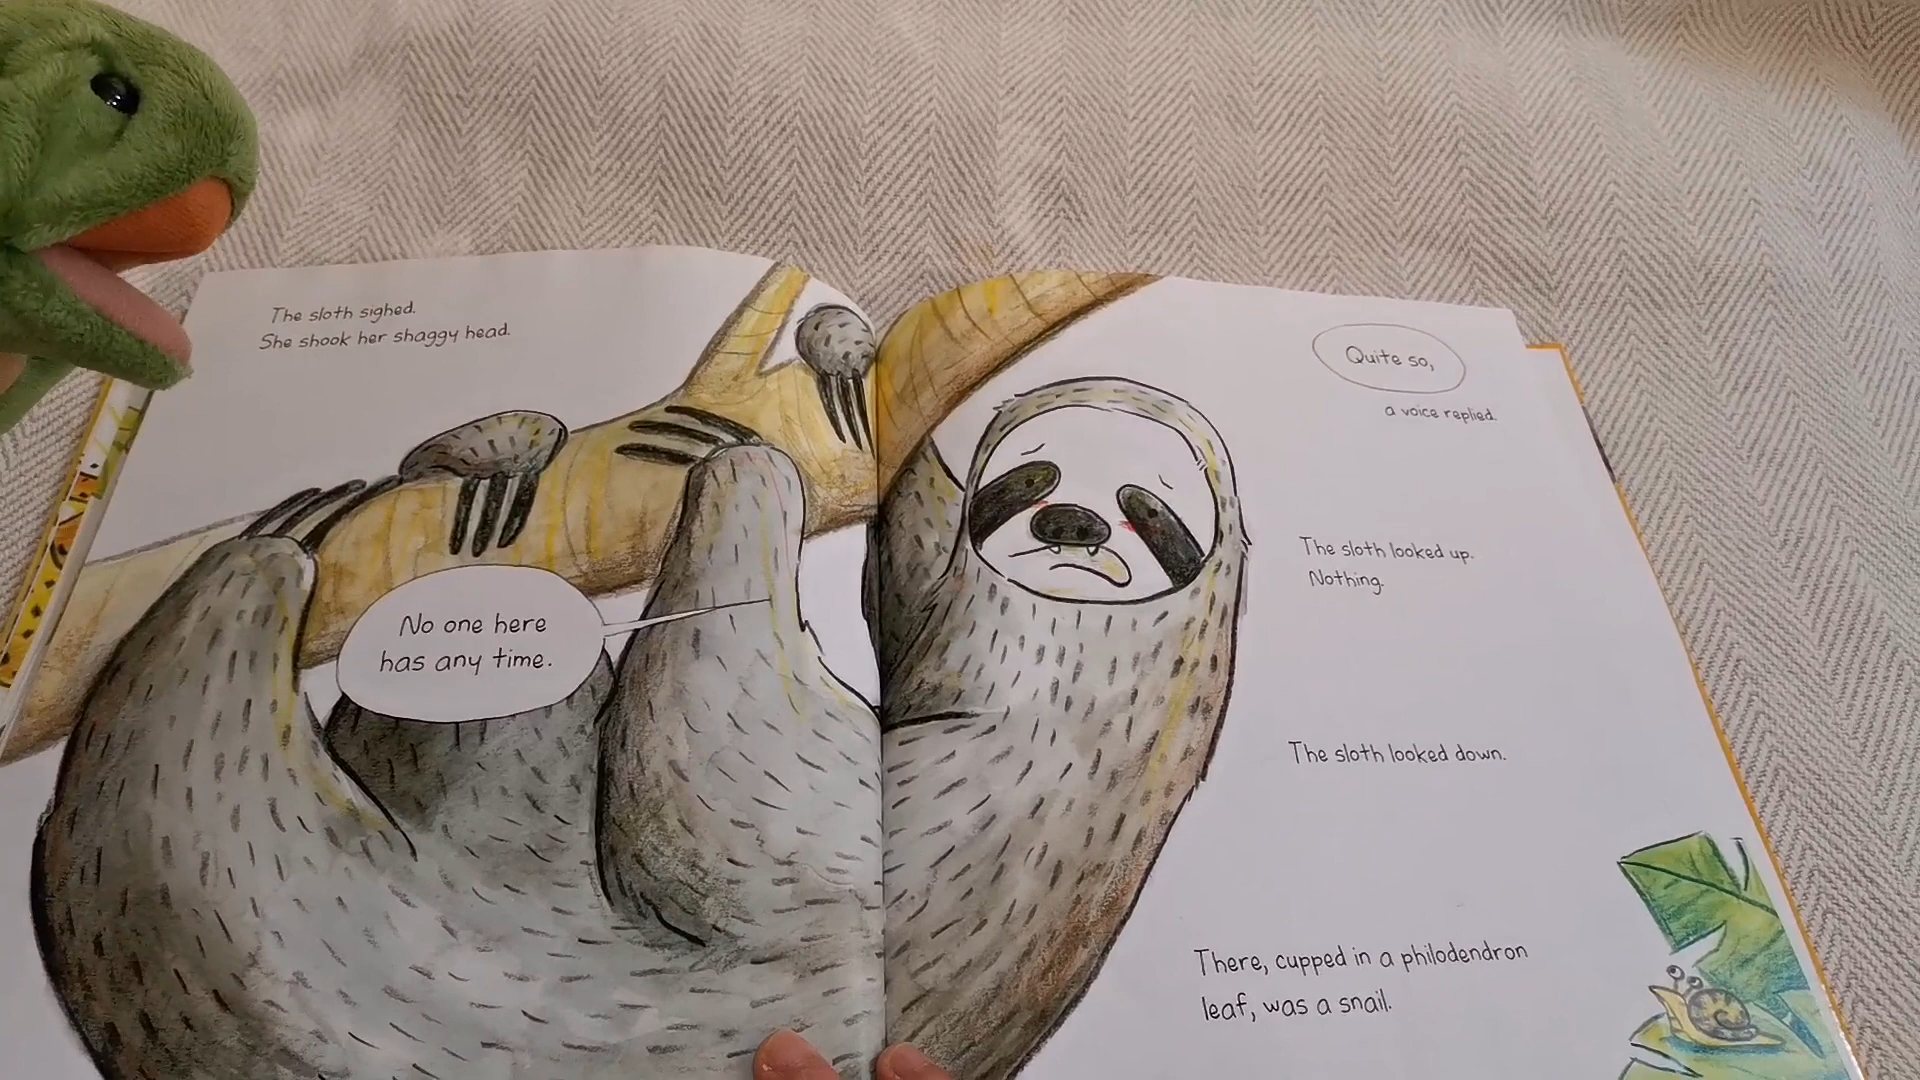 The sloth sighed.
She shook her shaggy head.
No one here
has any time.
Quite so,
a voice replied.
The sloth looked up.
Nothing.
The sloth looked down.
There, cupped in a philodendron
leaf, was a snail.